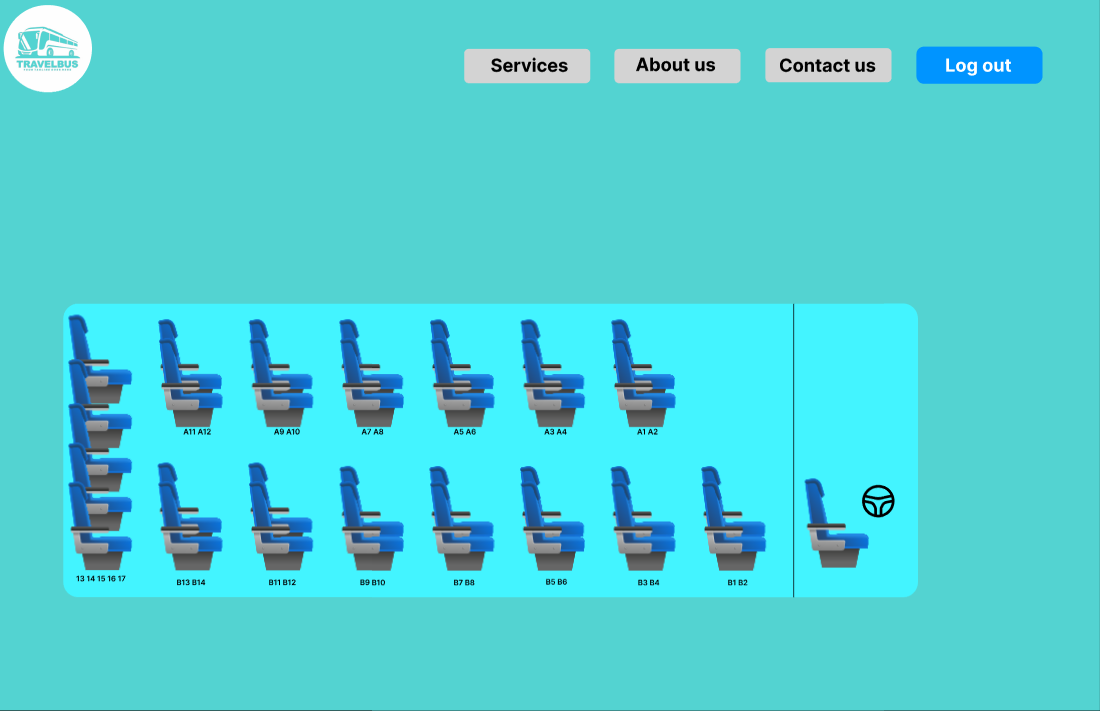 TRAVELBUS
Services
About us
Contact us
Log out
A11 A12
A9 A10
A7 A8
A5 A6
A3 A4
A1 A2
13 14 15 16 17
B13 B14
B11 B12
B9 B10
B7 B8
B5 B6
B3 B4
B1 B2